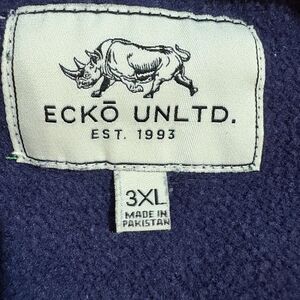 ECKŌ UNLTD.
EST. 1993
3XL
MADE IN
PAKISTAN